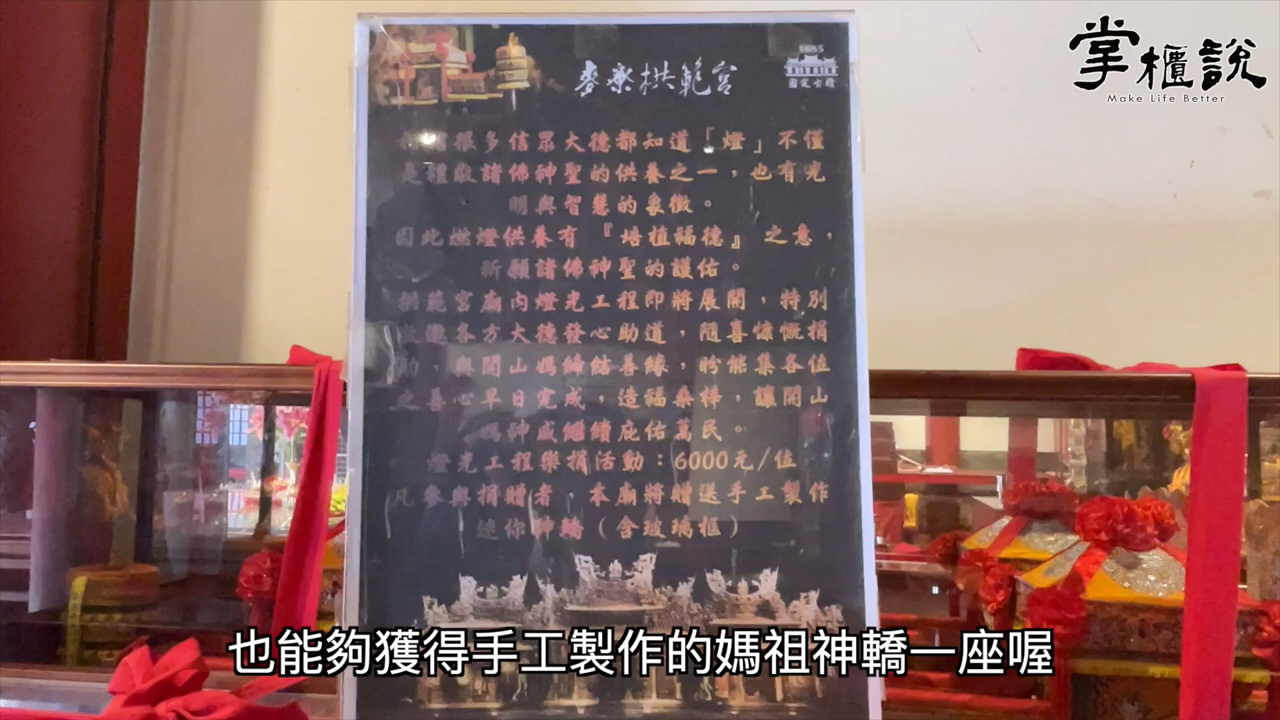 掌櫃說
Make Life Better
1685
國定古蹟
麥寮拱範宮
很多信眾大德都知道「燈」不僅
是禮敬諸佛神聖的供養之一，也有光
明與智慧的象徵。
因此燃燈供養有『培植福德』之意，
祈願諸佛神聖的護佑。
拱範宮廟內燈光工程即將展開，特別
敬邀各方大德發心助道，隨喜慷慨捐
助，與開山媽締結善緣，盼能集各位
之善心早日完成，造福桑梓，讓開山
媽神威繼續庇佑萬民。
燈光工程樂捐活動：6000元/位
凡參與捐贈者，本廟將贈送手工製作
迷你神轎（含玻璃框）
也能夠獲得手工製作的媽祖神轎一座喔